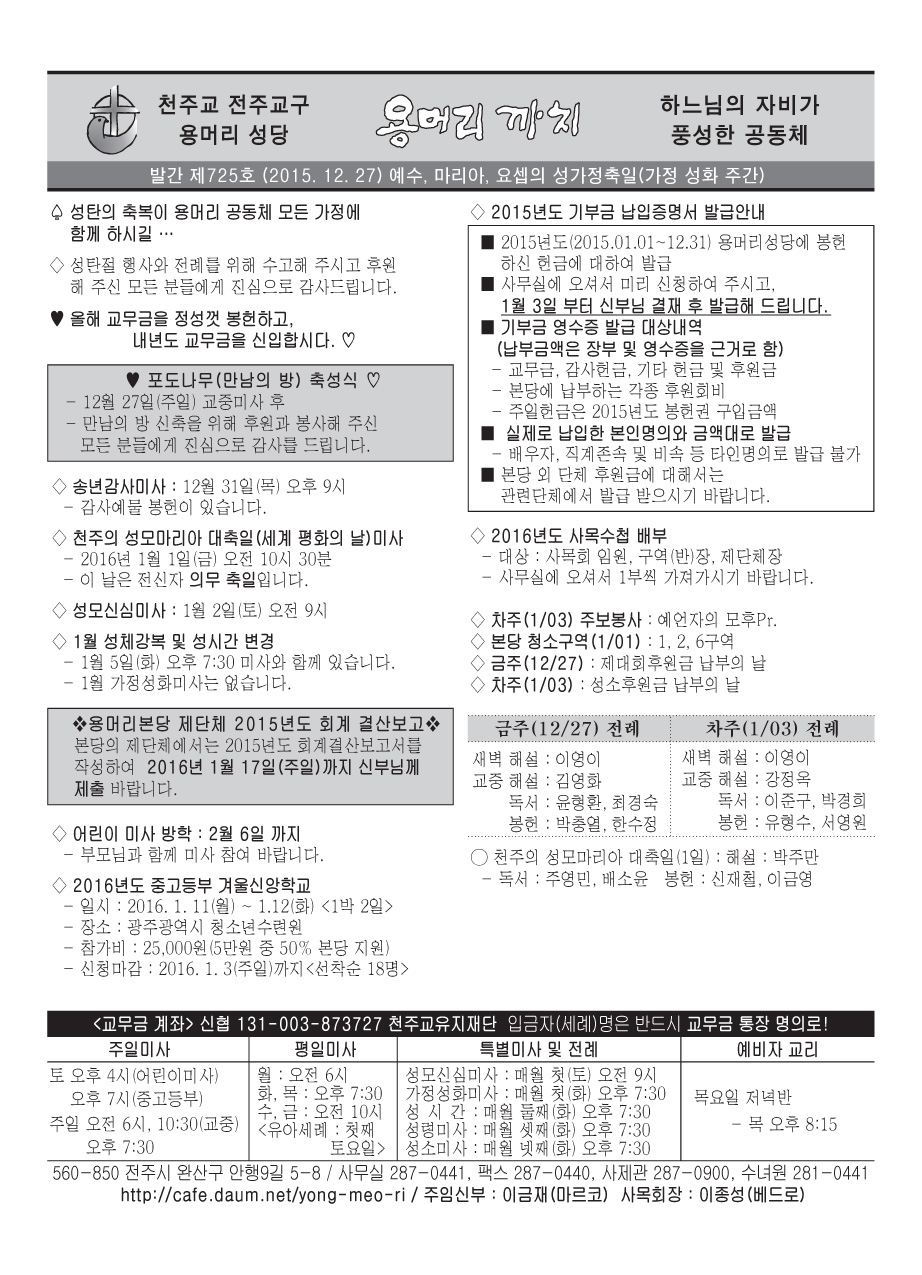 천주교 전주교구
용머리 성당
용머리 까치
하느님의 자비가
풍성한 공동체
발간 제725호 (2015. 12. 27) 예수, 마리아, 요셉의 성가정축일(가정 성화 주간)
♤ 성탄의 축복이 용머리 공동체 모든 가정에
함께 하시길 …
◇ 성탄절 행사와 전례를 위해 수고해 주시고 후원
해 주신 모든 분들에게 진심으로 감사드립니다.
♥ 올해 교무금을 정성껏 봉헌하고,
내년도 교무금을 신입합시다. ♡
♥ 포도나무(만남의 방) 축성식 ♡
- 12월 27일(주일) 교중미사 후
- 만남의 방 신축을 위해 후원과 봉사해 주신
모든 분들에게 진심으로 감사를 드립니다.
◇ 송년감사미사 : 12월 31일(목) 오후 9시
- 감사예물 봉헌이 있습니다.
◇ 천주의 성모마리아 대축일(세계 평화의 날)미사
- 2016년 1월 1일(금) 오전 10시 30분
- 이 날은 전신자 의무 축일입니다.
◇ 성모신심미사 : 1월 2일(토) 오전 9시
◇ 1월 성체강복 및 성시간 변경
- 1월 5일(화) 오후 7:30 미사와 함께 있습니다.
- 1월 가정성화미사는 없습니다.
❖용머리본당 제단체 2015년도 회계 결산보고❖
본당의 제단체에서는 2015년도 회계결산보고서를
작성하여 2016년 1월 17일(주일)까지 신부님께
제출 바랍니다.
◇ 어린이 미사 방학 : 2월 6일 까지
- 부모님과 함께 미사 참여 바랍니다.
◇ 2016년도 중고등부 겨울신앙학교
- 일시 : 2016. 1. 11(월) ~ 1.12(화) <1박 2일>
- 장소 : 광주광역시 청소년수련원
- 참가비 : 25,000원(5만원 중 50% 본당 지원)
- 신청마감 : 2016. 1. 3(주일)까지<선착순 18명>
◇ 2015년도 기부금 납입증명서 발급안내
■ 2015년도(2015.01.01~12.31) 용머리성당에 봉헌
하신 헌금에 대하여 발급
■ 사무실에 오셔서 미리 신청하여 주시고,
1월 3일 부터 신부님 결재 후 발급해 드립니다.
■ 기부금 영수증 발급 대상내역
(납부금액은 장부 및 영수증을 근거로 함)
- 교무금, 감사헌금, 기타 헌금 및 후원금
- 본당에 납부하는 각종 후원회비
- 주일헌금은 2015년도 봉헌권 구입금액
■ 실제로 납입한 본인명의와 금액대로 발급
- 배우자, 직계존속 및 비속 등 타인명의로 발급 불가
■ 본당 외 단체 후원금에 대해서는
관련단체에서 발급 받으시기 바랍니다.
◇ 2016년도 사목수첩 배부
- 대상 : 사목회 임원, 구역(반)장, 제단체장
- 사무실에 오셔서 1부씩 가져가시기 바랍니다.
◇ 차주(1/03) 주보봉사 : 예언자의 모후Pr.
◇ 본당 청소구역(1/01) : 1, 2, 6구역
◇ 금주(12/27) : 제대회후원금 납부의 날
◇ 차주(1/03) : 성소후원금 납부의 날
금주(12/27) 전례
새벽 해설 : 이영이
교중 해설 : 김영화
독서 : 윤형환, 최경숙
봉헌 : 박충열, 한수정
차주(1/03) 전례
새벽 해설 : 이영이
교중 해설 : 강정옥
독서 : 이준구, 박경희
봉헌 : 유형수, 서영원
○ 천주의 성모마리아 대축일(1일) : 해설 : 박주만
- 독서 : 주영민, 배소윤 봉헌 : 신재철, 이금영
<교무금 계좌> 신협 131-003-873727 천주교유지재단 입금자(세례)명은 반드시 교무금 통장 명의로!
주일미사
토 오후 4시(어린이미사)
오후 7시(중고등부)
주일 오전 6시, 10:30(교중)
오후 7:30
평일미사
월 : 오전 6시
화, 목 : 오후 7:30
수, 금 : 오전 10시
<유아세례 : 첫째
토요일>
특별미사 및 전례
성모신심미사 : 매월 첫(토) 오전 9시
가정성화미사 : 매월 첫(화) 오후 7:30
성 시 간 : 매월 둘째(화) 오후 7:30
성령미사 : 매월 셋째(화) 오후 7:30
성소미사 : 매월 넷째(화) 오후 7:30
예비자 교리
목요일 저녁반
- 목 오후 8:15
560-850 전주시 완산구 안행9길 5-8 / 사무실 287-0441, 팩스 287-0440, 사제관 287-0900, 수녀원 281-0441
http://cafe.daum.net/yong-meo-ri / 주임신부 : 이금재(마르코) 사목회장 : 이종성(베드로)